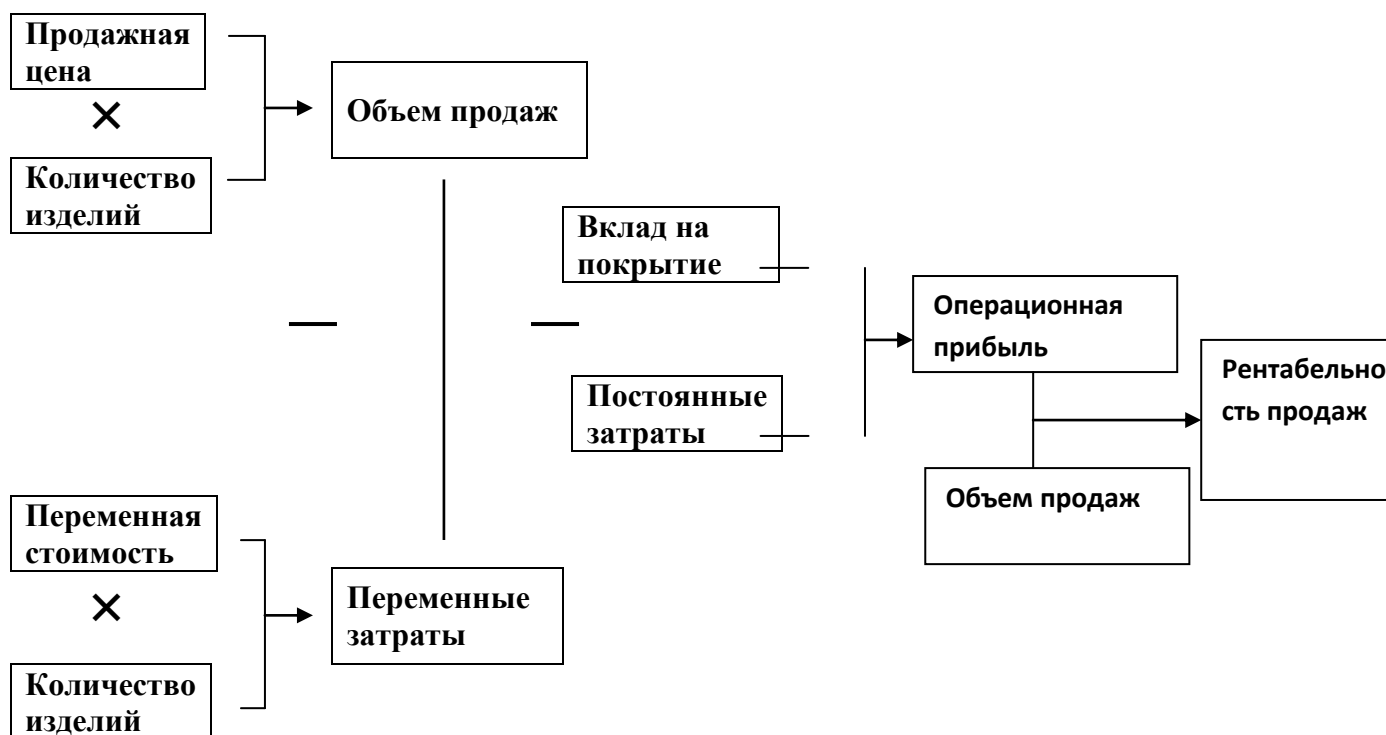 Продажная
цена
×
Количество
изделий
Объем продаж
Вклад на
покрытие
—
—
Постоянные
затраты
Операционная
прибыль
Рентабельно
сть продаж
Объем продаж
Переменная
стоимость
×
Количество
изделий
Переменные
затраты